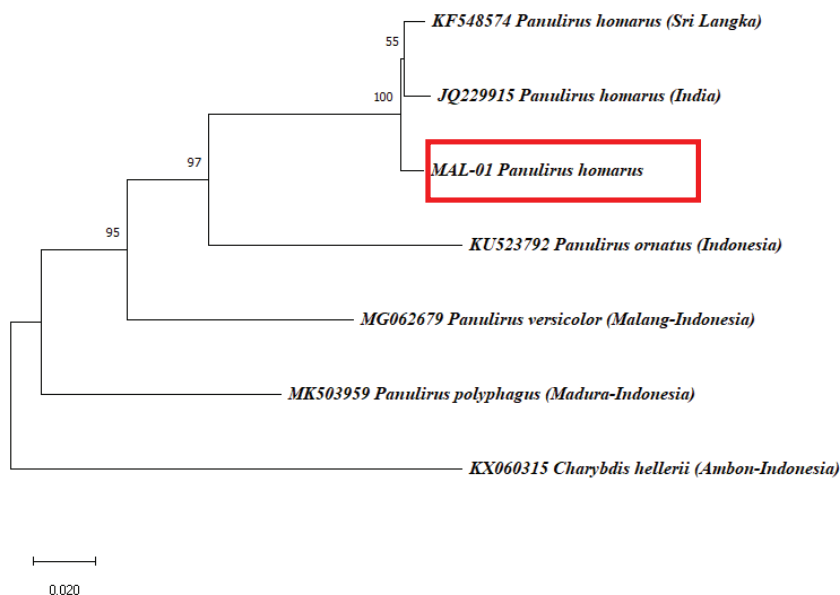 KF548574 Panulirus homarus (Sri Langka)
55
JQ229915 Panulirus homarus (India)
100
MAL-01 Panulirus homarus
97
KU523792 Panulirus ornatus (Indonesia)
95
MG062679 Panulirus versicolor (Malang-Indonesia)
MK503959 Panulirus polyphagus (Madura-Indonesia)
KX060315 Charybdis hellerii (Ambon-Indonesia)
0.020